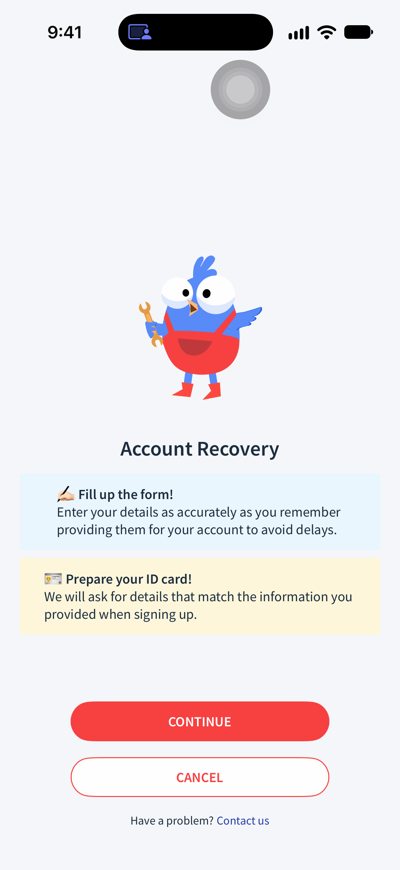 9:41
Account Recovery
✍🏻 Fill up the form!
Enter your details as accurately as you remember
providing them for your account to avoid delays.
🪪 Prepare your ID card!
We will ask for details that match the information you
provided when signing up.
CONTINUE
CANCEL
Have a problem? Contact us